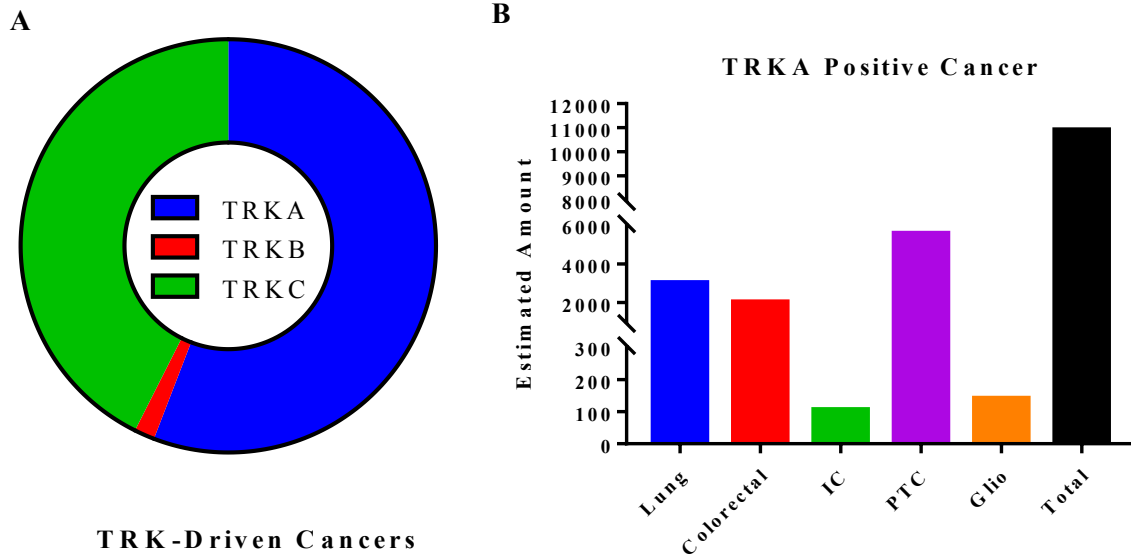 A
TRKA
TRKB
TRKC
TRK-Driven Cancers
B
TRKA Positive Cancer
Estimated Amount
12000
11000
10000
9000
8000
6000
4000
2000
300
200
100
0
Lung
Colorectal
IC
PTC
Glio
Total